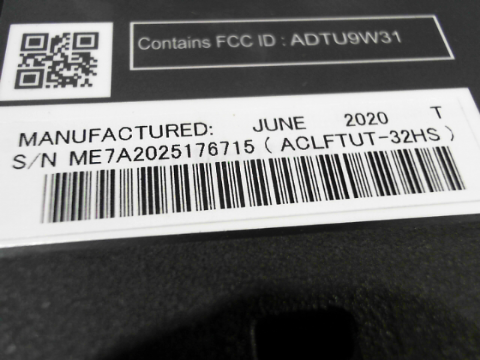 Contains FCC ID : ADTU9W31
MANUFACTURED: JUNE 2020 T
S/N ME7A2025176715 ( ACLFTUT-32HS )